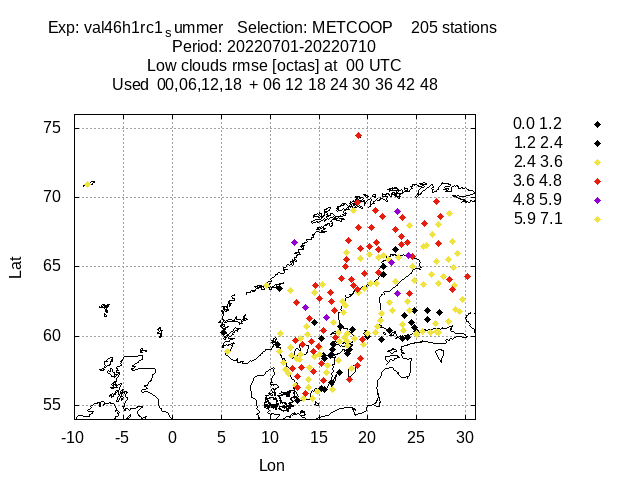 Exp: val46h1rc1summer Selection: METCOOP 205 stations
Period: 20220701-20220710
Low clouds rmse [octas] at 00 UTC
Used 00,06,12,18 + 06 12 18 24 30 36 42 48
0.0 1.2
1.2 2.4
2.4 3.6
3.6 4.8
4.8 5.9
5.9 7.1
75
70
65
60
55
Lat
-10 -5 0 5 10 15 20 25 30
Lon